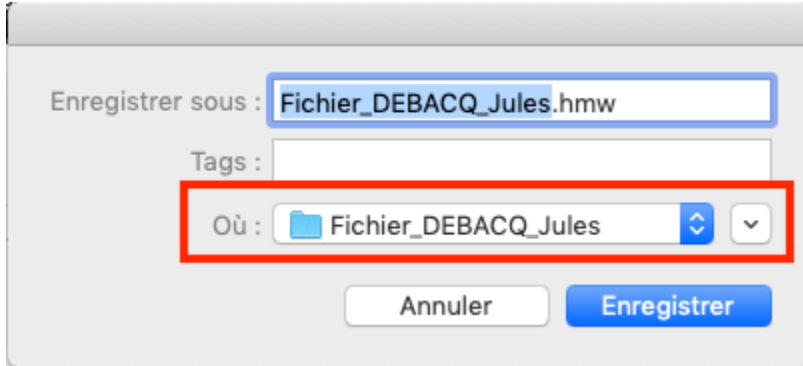 Enregistrer sous : Fichier_DEBACQ_Jules.hmw
Tags :
Où : Fichier_DEBACQ_Jules
Annuler Enregistrer